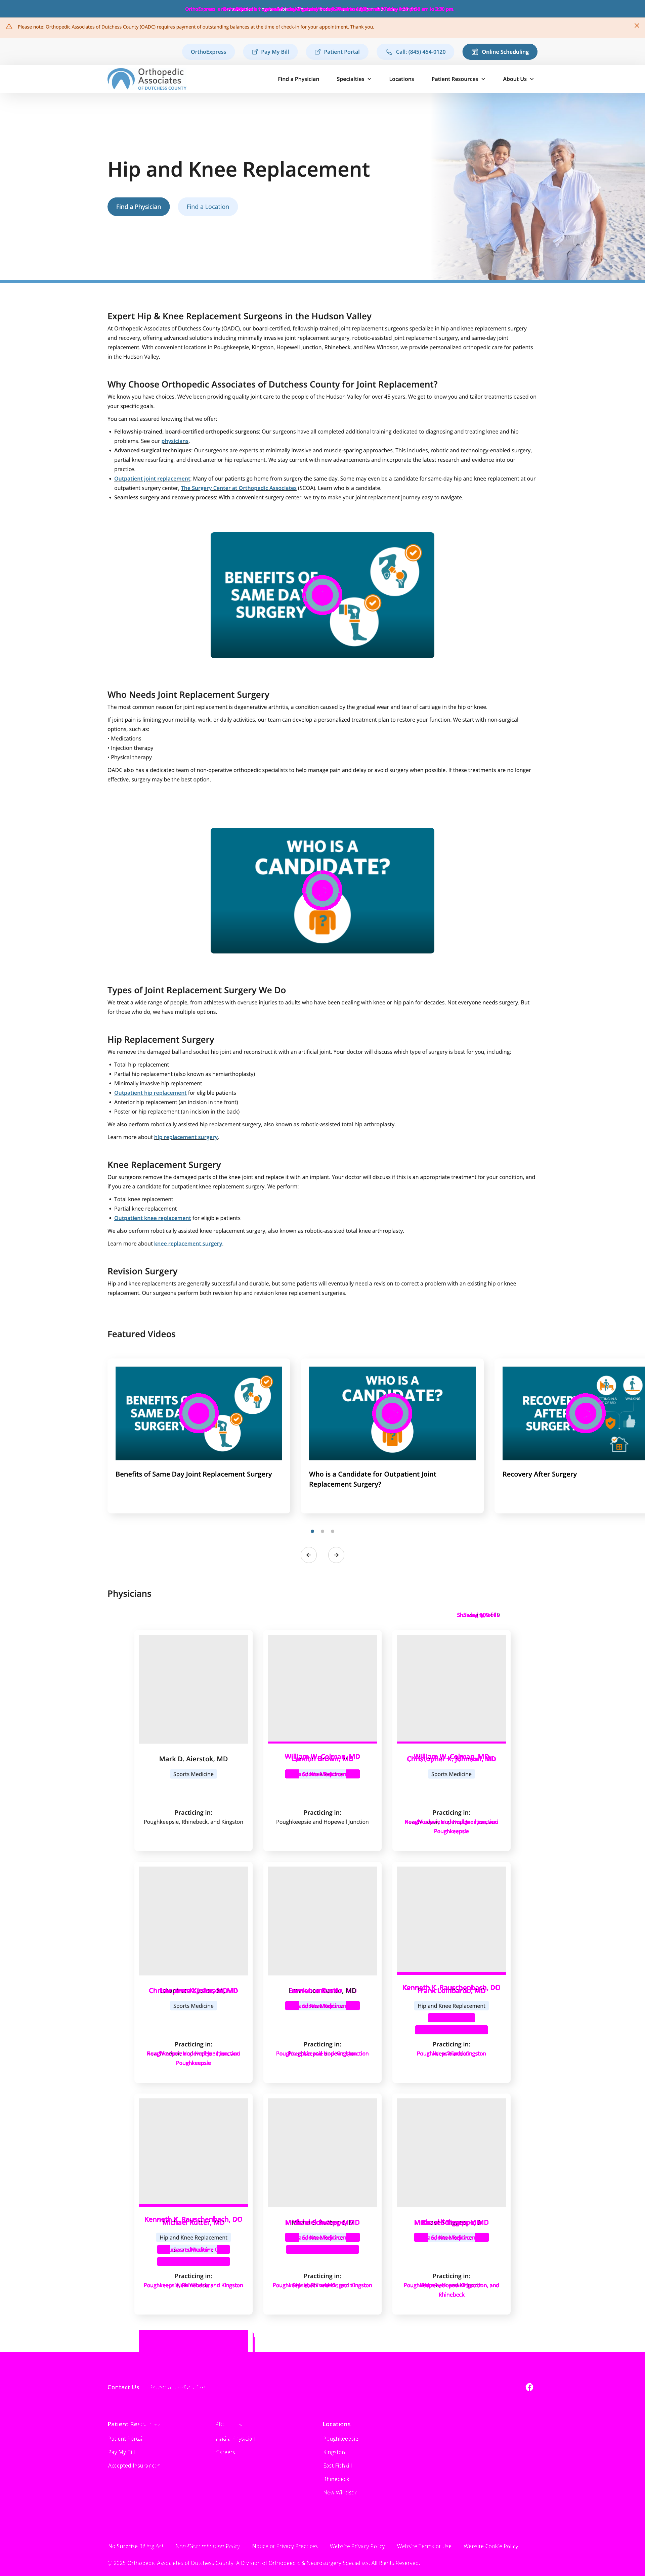 Please note: Orthopedic Associates of Dutchess County (OADC) requires payment of outstanding balances at the time of check-in for your appointment. Thank you.
OrthoExpress
Pay My Bill
Patient Portal
Call: (845) 454-0120
Online Scheduling
Orthopedic
Associates
OF DUTCHESS COUNTY
Find a Physician
Specialties
Locations
Patient Resources
About Us
Hip and Knee Replacement
Find a Physician
Find a Location
Expert Hip & Knee Replacement Surgeons in the Hudson Valley
At Orthopedic Associates of Dutchess County (OADC), our board-certified, fellowship-trained joint replacement surgeons specialize in hip and knee replacement surgery
and recovery, offering advanced solutions including minimally invasive joint replacement surgery, robotic-assisted joint replacement surgery, and same-day joint
replacement. With convenient locations in Poughkeepsie, Kingston, Hopewell Junction, Rhinebeck, and New Windsor, we provide personalized orthopedic care for patients
in the Hudson Valley.
Why Choose Orthopedic Associates of Dutchess County for Joint Replacement?
We know you have choices. We've been providing quality joint care to the people of the Hudson Valley for over 45 years. We get to know you and tailor treatments based on
your specific goals.
You can rest assured knowing that we offer:
• Fellowship-trained, board-certified orthopedic surgeons: Our surgeons have all completed additional training dedicated to diagnosing and treating knee and hip
problems. See our physicians.
• Advanced surgical techniques: Our surgeons are experts at minimally invasive and muscle-sparing approaches. This includes, robotic and technology-enabled surgery,
partial knee resurfacing, and direct anterior hip replacement. We stay current with new advancements and incorporate the latest research and evidence into our
practice.
• Outpatient joint replacement: Many of our patients go home from surgery the same day. Some may even be a candidate for same-day hip and knee replacement at our
outpatient surgery center, The Surgery Center at Orthopedic Associates (SCOA). Learn who is a candidate.
• Seamless surgery and recovery process: With a convenient surgery center, we try to make your joint replacement journey easy to navigate.
BENEFITS OF
SAME DAY
SURGERY
Who Needs Joint Replacement Surgery
The most common reason for joint replacement is degenerative arthritis, a condition caused by the gradual wear and tear of cartilage in the hip or knee.
If joint pain is limiting your mobility, work, or daily activities, our team can develop a personalized treatment plan to restore your function. We start with non-surgical
options, such as:
• Medications
• Injection therapy
• Physical therapy
OADC also has a dedicated team of non-operative orthopedic specialists to help manage pain and delay or avoid surgery when possible. If these treatments are no longer
effective, surgery may be the best option.
WHO IS A
CANDIDATE?
?
Types of Joint Replacement Surgery We Do
We treat a wide range of people, from athletes with overuse injuries to adults who have been dealing with knee or hip pain for decades. Not everyone needs surgery. But
for those who do, we have multiple options.
Hip Replacement Surgery
We remove the damaged ball and socket hip joint and reconstruct it with an artificial joint. Your doctor will discuss which type of surgery is best for you, including:
• Total hip replacement
• Partial hip replacement (also known as hemiarthoplasty)
• Minimally invasive hip replacement
• Outpatient hip replacement for eligible patients
• Anterior hip replacement (an incision in the front)
• Posterior hip replacement (an incision in the back)
We also perform robotically assisted hip replacement surgery, also known as robotic-assisted total hip arthroplasty.
Learn more about hip replacement surgery.
Knee Replacement Surgery
Our surgeons remove the damaged parts of the knee joint and replace it with an implant. Your doctor will discuss if this is an appropriate treatment for your condition, and
if you are a candidate for outpatient knee replacement surgery. We perform:
• Total knee replacement
• Partial knee replacement
• Outpatient knee replacement for eligible patients
We also perform robotically assisted knee replacement surgery, also known as robotic-assisted total knee arthroplasty.
Learn more about knee replacement surgery.
Revision Surgery
Hip and knee replacements are generally successful and durable, but some patients will eventually need a revision to correct a problem with an existing hip or knee
replacement. Our surgeons perform both revision hip and revision knee replacement surgeries.
Featured Videos
WHO IS A
Benefits of Same Day Joint Replacement Surgery
Who is a Candidate for Outpatient Joint
Replacement Surgery?
Recovery After Surgery
Physicians
Mark D. Aierstok, MD
Sports Medicine
Sports Medicine
Practicing in:
Practicing in:
Practicing in:
Poughkeepsie, Rhinebeck, and Kingston
Poughkeepsie and Hopewell Junction
Sports Medicine
Hip and Knee Replacement
Practicing in:
Practicing in:
Practicing in:
Kenneth K. Rauschenbach, DO
Hip and Knee Replacement
Practicing in:
Practicing in:
Practicing in:
Contact Us
Locations
Patient Portal
Poughkeepsie
Pay My Bill
Careers
Kingston
Accepted Insurances
East Fishkill
Rhinebeck
New Windsor
No Surprise Billing Act
Non-Discrimination Policy
Notice of Privacy Practices
Website Privacy Policy
Website Terms of Use
Website Cookie Policy
© 2025 Orthopedic Associates of Dutchess County. A Division of Orthopaedic & Neurosurgery Specialists. All Rights Reserved.